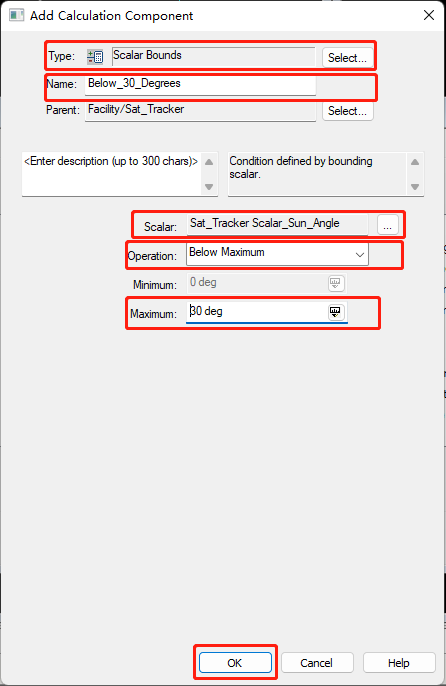 Add Calculation Component
Type: Scalar Bounds Select...
Name: Below_30_Degrees
Parent: Facility/Sat_Tracker Select...
<Enter description (up to 300 chars)>
Condition defined by bounding
scalar.
Scalar: Sat_Tracker Scalar_Sun_Angle ...
Operation: Below Maximum
Minimum: 0 deg
Maximum: 30 deg
OK Cancel Help